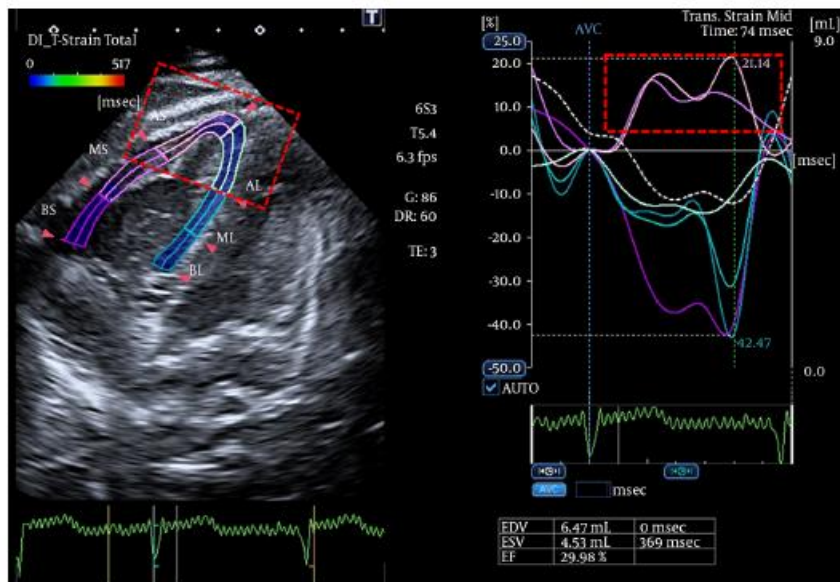 T
DI_T-Strain Total
0
517
[msec]
AS
MS
BS
AL
ML
BL
6S3
T5.4
6.3 fps
G: 86
DR: 60
TE: 3
Trans. Strain Mid
Time: 74 msec
[%]
AVC
[mL]
25.0
9.0
20.0
21.14
10.0
0.0
[msec]
-10.0
-20.0
-30.0
-40.0
-42.47
-50.0
0.0
AUTO
AVC
msec
EDV 6.47 mL 0 msec
ESV 4.53 mL 369 msec
EF 29.98 %